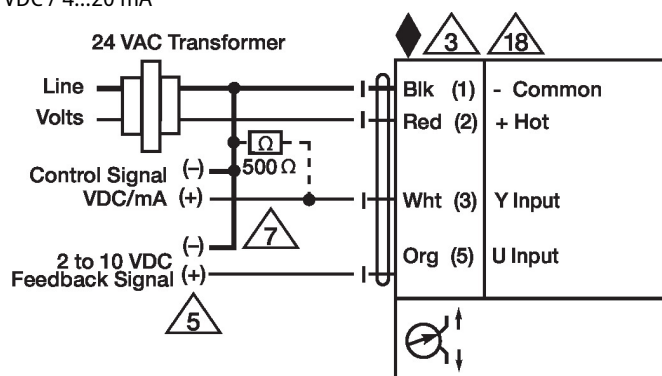 VDC / 4...20 mA
24 VAC Transformer
3
18
Line
Volts
Blk (1) - Common
Red (2) + Hot
Ω
500 Ω
Control Signal (–)
VDC/mA (+)
Wht (3) Y Input
7
(–)
2 to 10 VDC
Feedback Signal (+)
Org (5) U Input
5